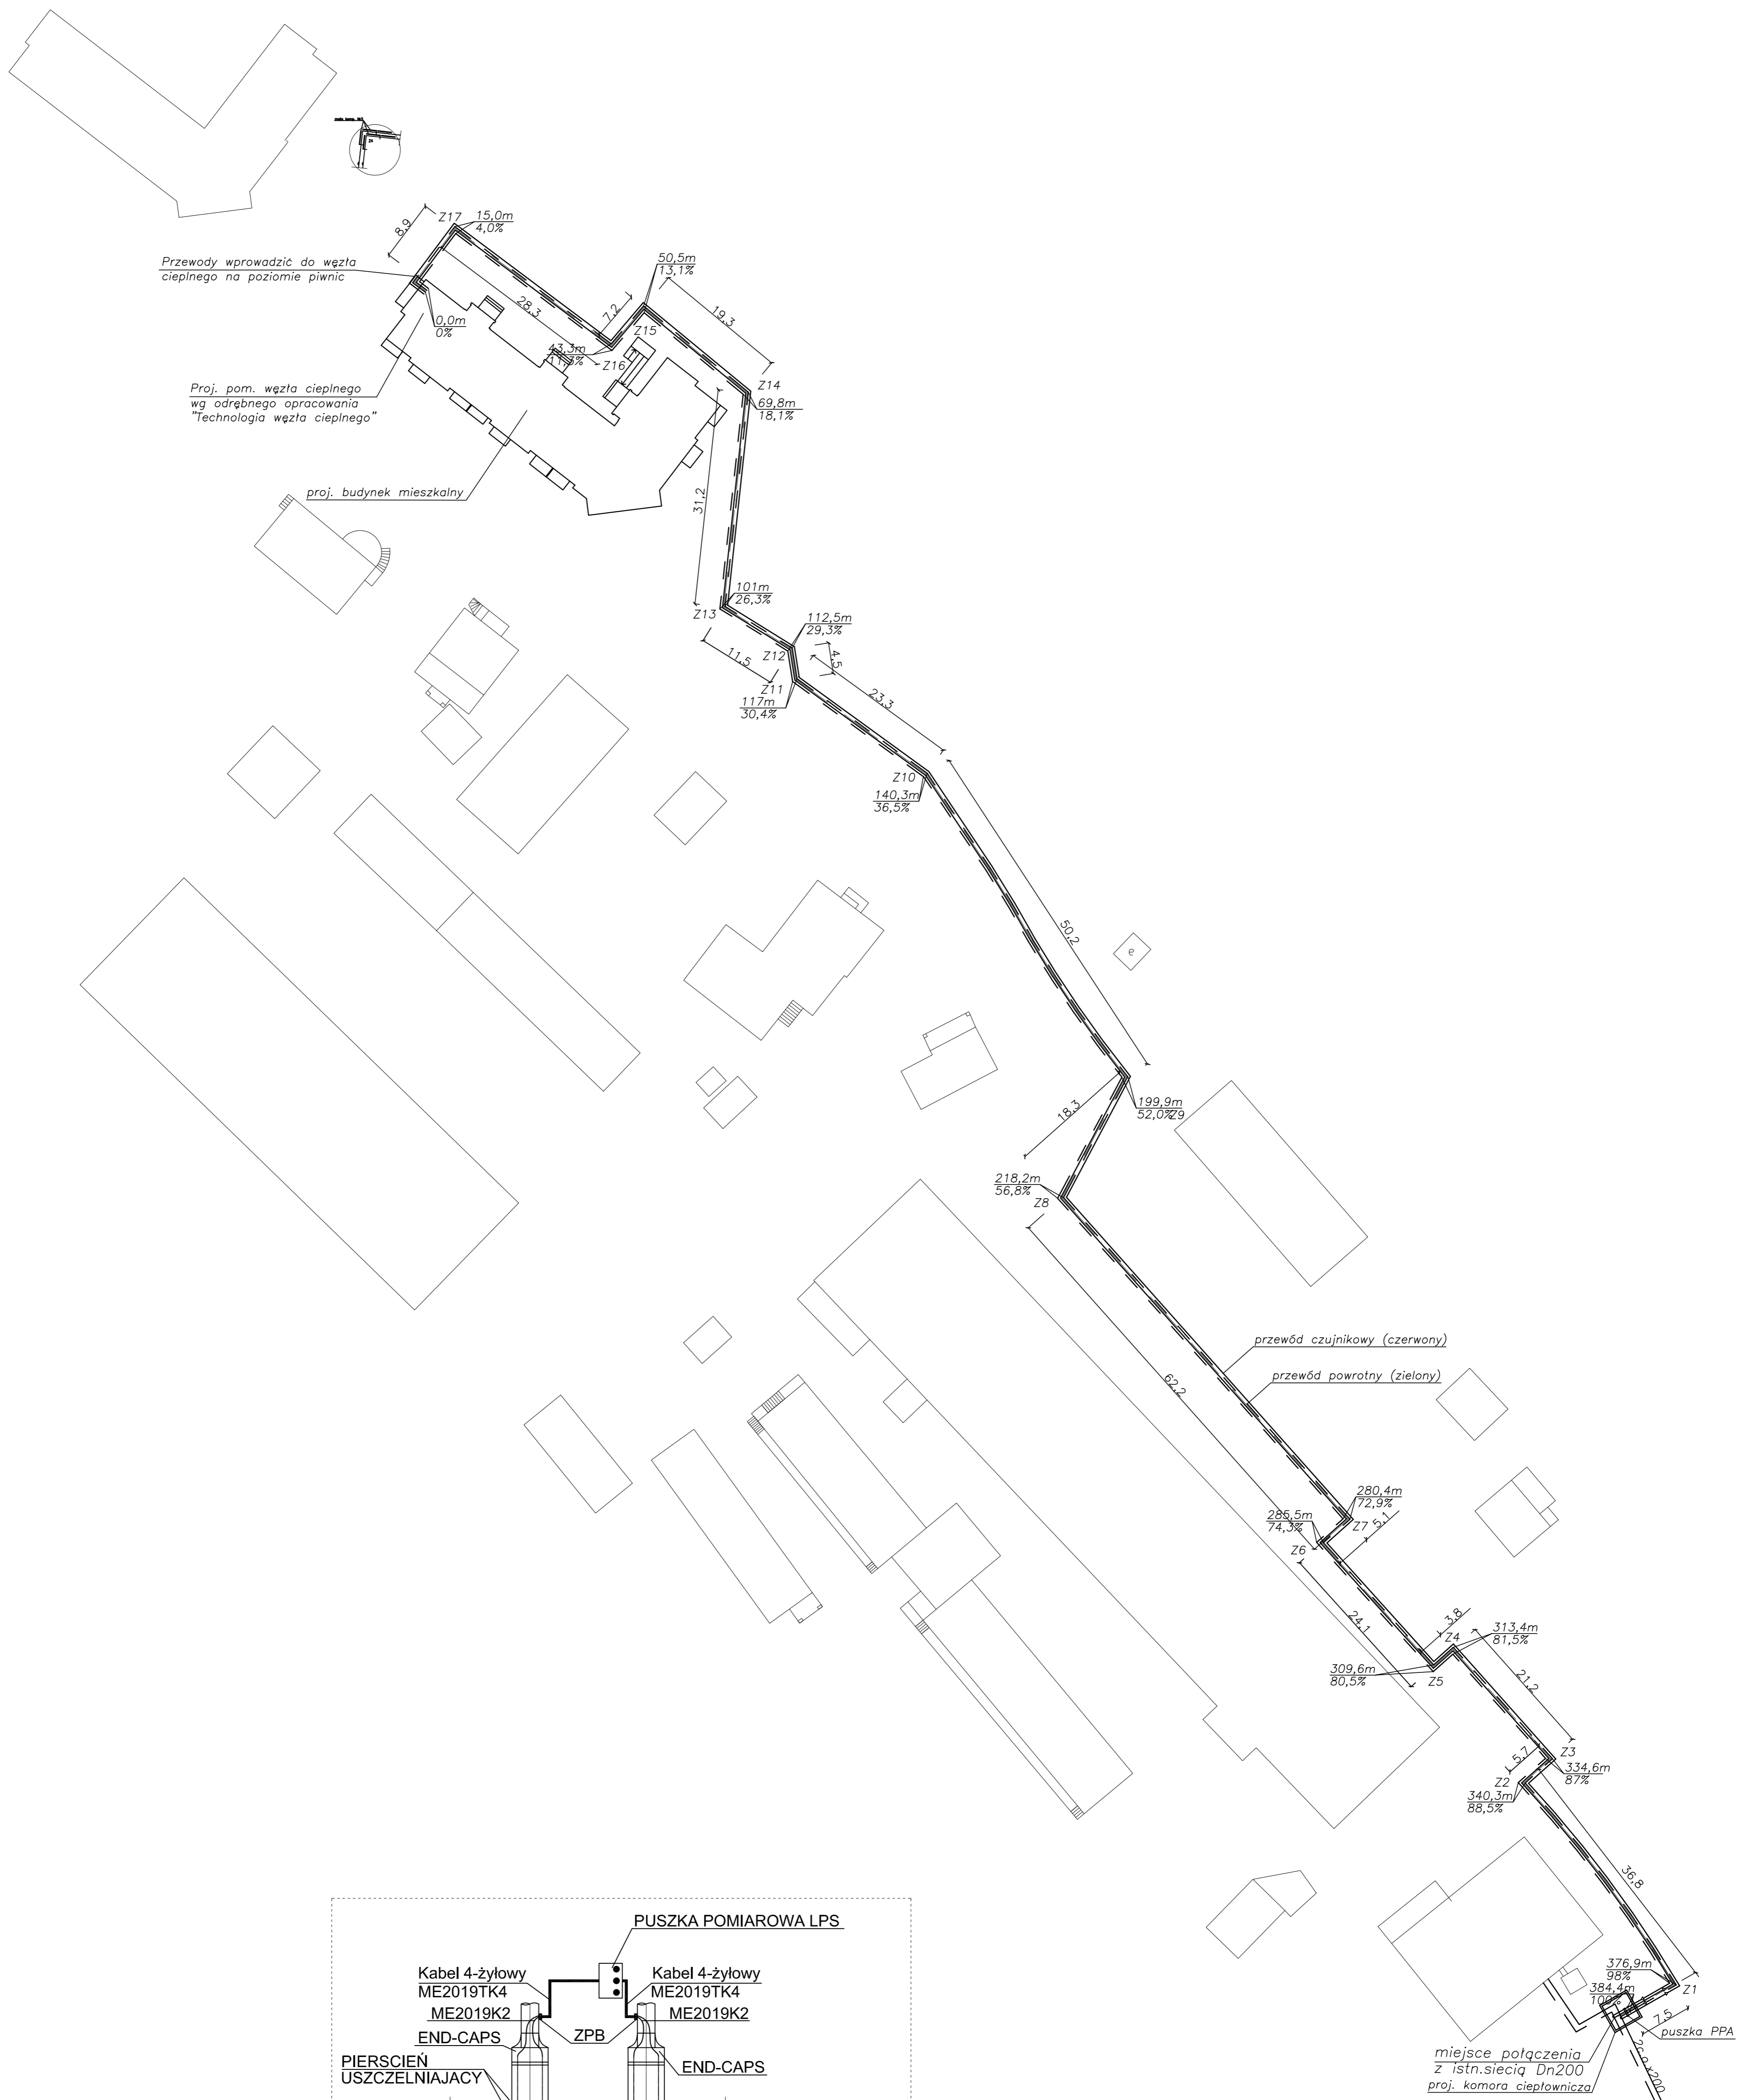 Z17
15,0m
4,0%
8,9
Przewody wprowadzić do węzła
cieplnego na poziomie piwnic
0,0m
0%
28,3
7,2
50,5m
13,1%
19,3
Z15
43,3m
Z16
Z14
69,8m
18,1%
Proj. pom. węzła cieplnego
wg odrębnego opracowania
"Technologia węzła cieplnego"
proj. budynek mieszkalny
31,2
101m
26,3%
Z13
112,5m
29,3%
11,5
Z12
4,5
Z11
117m
30,4%
23,3
Z10
140,3m
36,5%
50,2
e
199,9m
52,0%
Z9
18,3
218,2m
56,8%
Z8
przewód czujnikowy (czerwony)
przewód powrotny (zielony)
62,2
280,4m
72,9%
285,5m
74,3%
Z7
5,1
Z6
24,1
3,8
Z4
313,4m
81,5%
309,6m
80,5%
Z5
21,2
5,7
Z3
334,6m
87%
Z2
340,3m
88,5%
36,8
376,9m
98%
Z1
384,4m
7,5
puszka PPA
miejsce połączenia
z istn.siecią Dn200
proj. komora ciepłownicza
PUSZKA POMIAROWA LPS
Kabel 4-żyłowy
ME2019TK4
Kabel 4-żyłowy
ME2019TK4
ME2019K2
ZPB
ME2019K2
END-CAPS
END-CAPS
PIERSCIEŃ
USZCZELNIAJACY